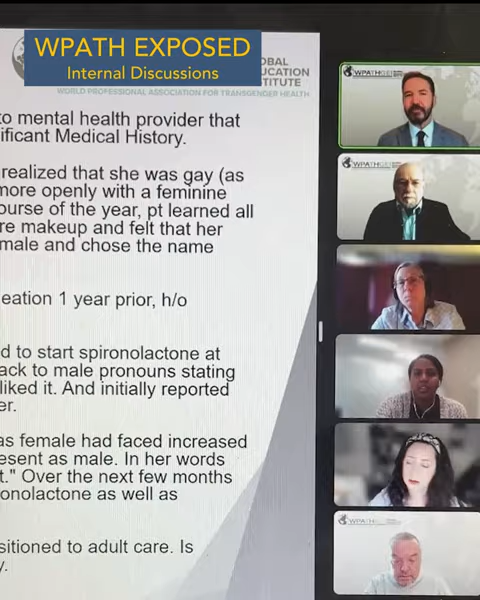 WPATH EXPOSED
Internal Discussions
OBAL
UCATION
STITUTE
WORLD PROFESSIONAL ASSOCIATION FOR TRANSGENDER HEALTH
to mental health provider that
ificant Medical History.
realized that she was gay (as
more openly with a feminine
ourse of the year, pt learned all
re makeup and felt that her
male and chose the name
eation 1 year prior, h/o
d to start spironolactone at
ack to male pronouns stating
liked it. And initially reported
er.
as female had faced increased
esent as male. In her words
t." Over the next few months
onolactone as well as
sitioned to adult care. Is
y.
WPATH GEI
WPATH GEI
WPATH